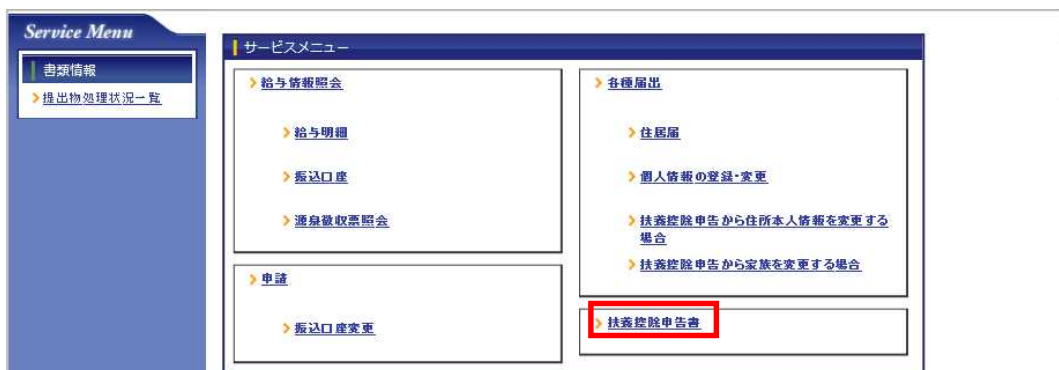 Service Menu
書類情報
提出物処理状況一覧
サービスメニュー
給与情報照会
給与明細
振込口座
源泉徴収票照会
申請
振込口座変更
各種届出
住居届
個人情報の登録・変更
扶養控除申告から住所本人情報を変更する
場合
扶養控除申告から家族を変更する場合
扶養控除申告書